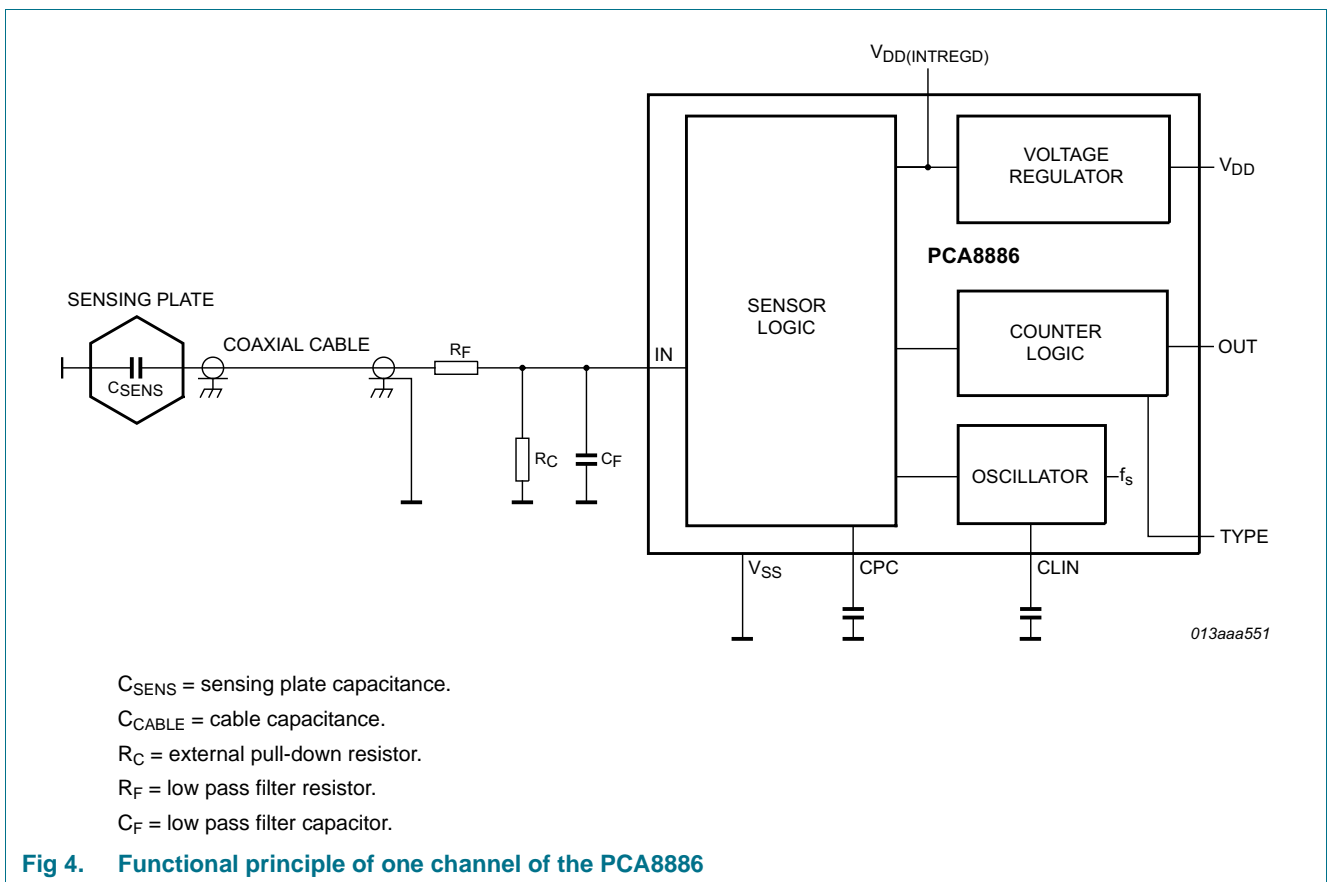 VDD(INTREGD)
VOLTAGE
REGULATOR
VDD
PCA8886
SENSING PLATE
SENSOR
LOGIC
COUNTER
LOGIC
COAXIAL CABLE
RF
IN
OUT
CSENS
RC
CF
OSCILLATOR
fs
TYPE
VSS
CPC
CLIN
013aaa551
CSENS = sensing plate capacitance.
CCABLE = cable capacitance.
RC = external pull-down resistor.
RF = low pass filter resistor.
CF = low pass filter capacitor.
Fig 4. Functional principle of one channel of the PCA8886